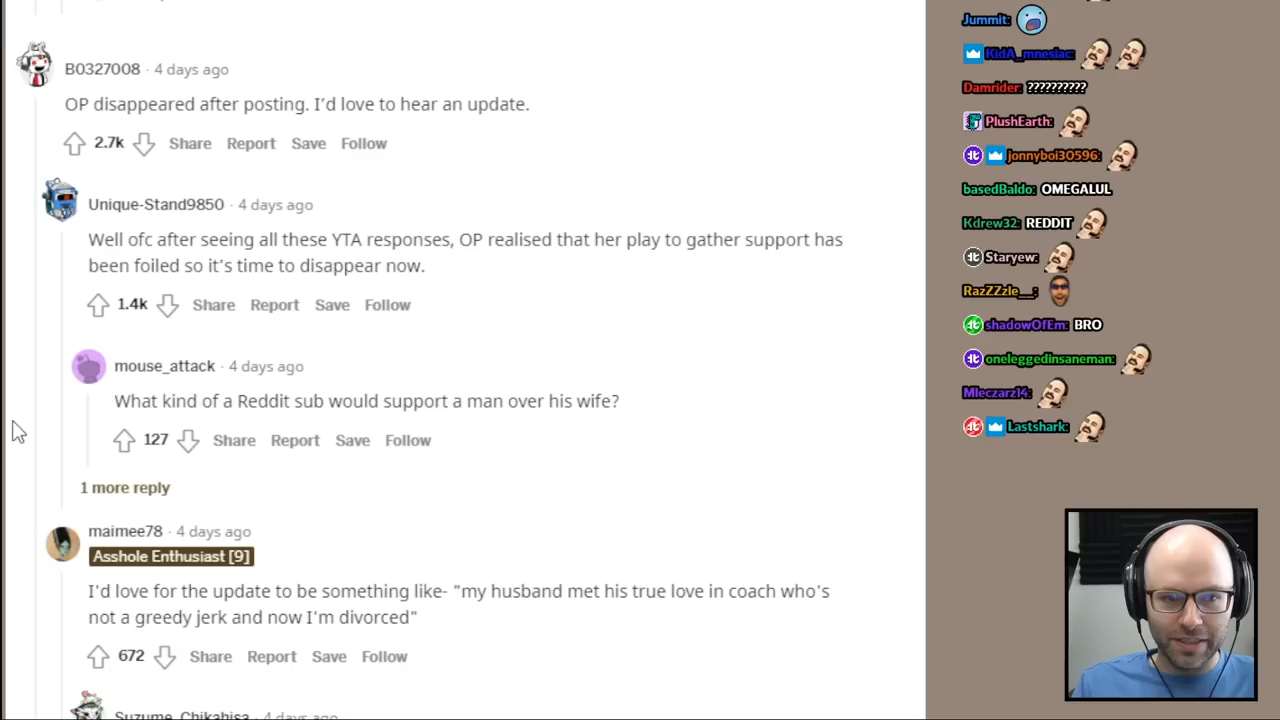 B0327008 · 4 days ago
OP disappeared after posting. I'd love to hear an update.
2.7k Share Report Save Follow
Unique-Stand9850 · 4 days ago
Well ofc after seeing all these YTA responses, OP realised that her play to gather support has
been foiled so it's time to disappear now.
1.4k Share Report Save Follow
mouse_attack · 4 days ago
What kind of a Reddit sub would support a man over his wife?
127 Share Report Save Follow
1 more reply
maimee78 · 4 days ago
Asshole Enthusiast [9]
I'd love for the update to be something like- "my husband met his true love in coach who's
not a greedy jerk and now I'm divorced"
672 Share Report Save Follow
Suzume_Chikahisa · 4 days ago
Jummit:
KidA_mnesiac:
Damrider: ??????????
PlushEarth:
jonnyboi30596:
basedBaldo: OMEGALUL
Kdrew32: REDDIT
Staryew:
RazZZzle__:
shadowOfEm: BRO
oneleggedinsaneman:
Mleczarz14:
Lastshark: